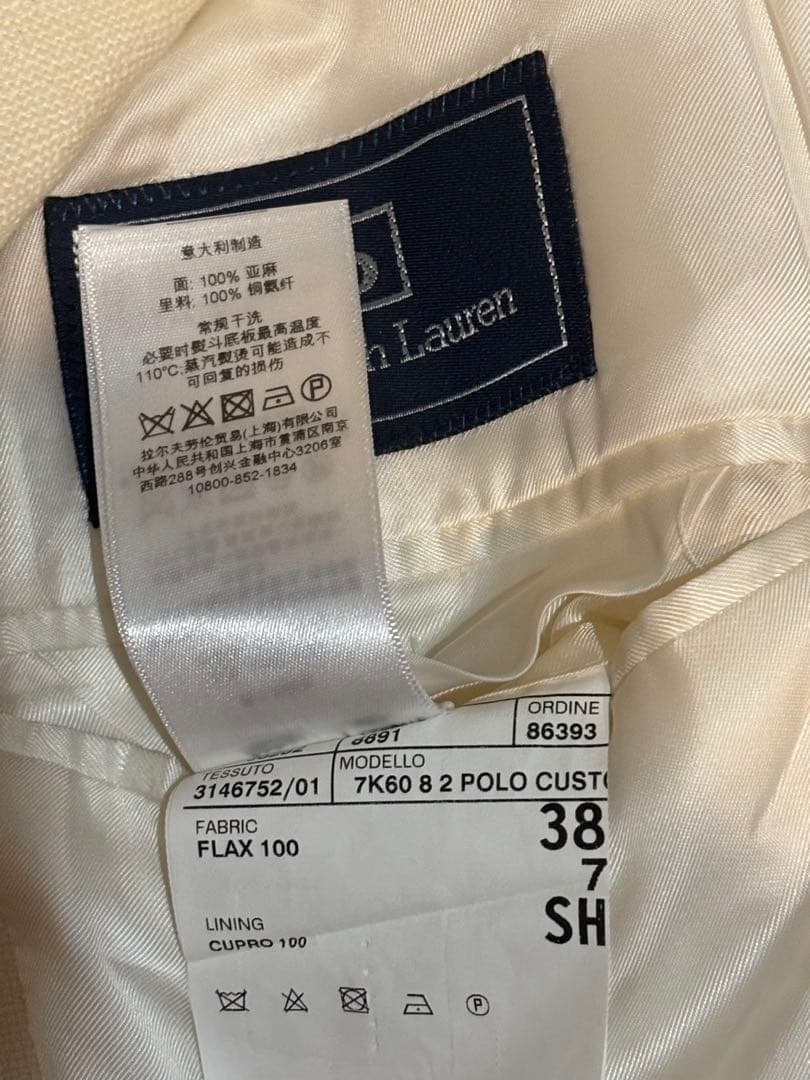 意大利制造
面: 100% 亚麻
里料: 100% 铜氨纤
常规干洗
必要时熨斗底板最高温度
110°C;蒸汽熨烫可能造成不
可回复的损伤
P
拉尔夫劳伦贸易(上海)有限公司
中华人民共和国上海市黄浦区南京
西路288号创兴金融中心3206室
10800-852-1834
Lauren
8891
ORDINE
86393
TESSUTO
3146752/01
MODELLO
7K60 8 2 POLO CUSTO
FABRIC
FLAX 100
38
7
SH
LINING
CUPRO 100
P